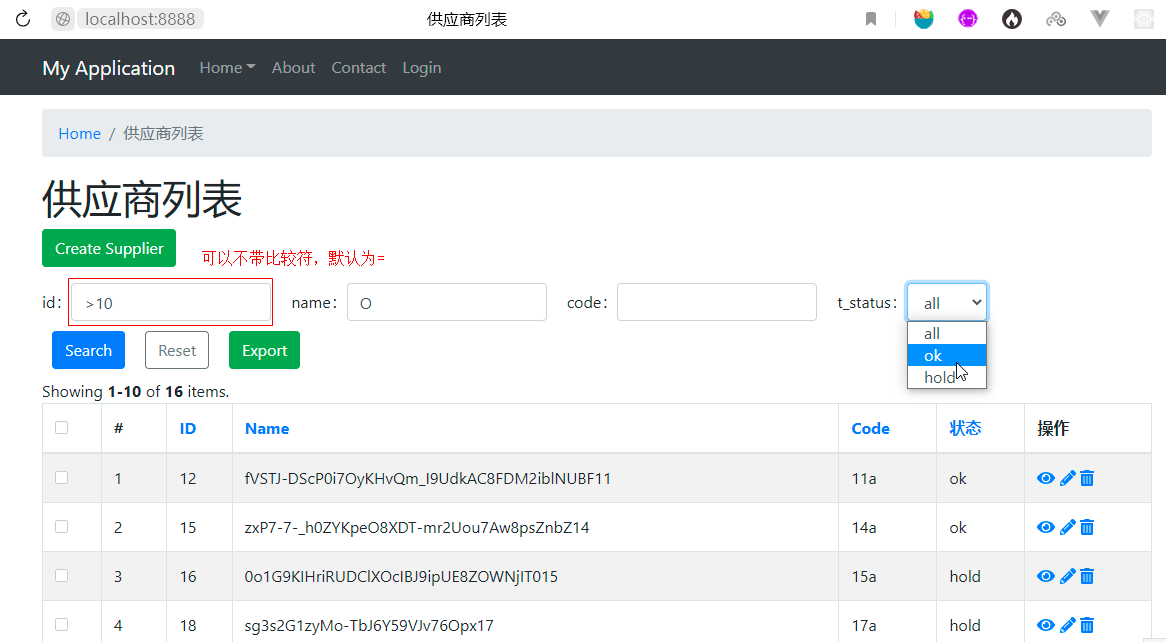 localhost:8888 供应商列表
My Application Home About Contact Login
Home / 供应商列表
供应商列表
Create Supplier 可以不带比较符，默认为=
id： >10 name： O code： t_status： all
all
ok
hold
Search Reset Export
Showing 1-10 of 16 items.
# ID Name Code 状态 操作
1 12 fVSTJ-DScP0i7OyKHvQm_I9UdkAC8FDM2iblNUBF11 11a ok
2 15 zxP7-7-_h0ZYKpeO8XDT-mr2Uou7Aw8psZnbZ14 14a ok
3 16 0o1G9KIHriRUDClXOcIBJ9ipUE8ZOWNjIT015 15a hold
4 18 sg3s2G1zyMo-TbJ6Y59VJv76Opx17 17a hold